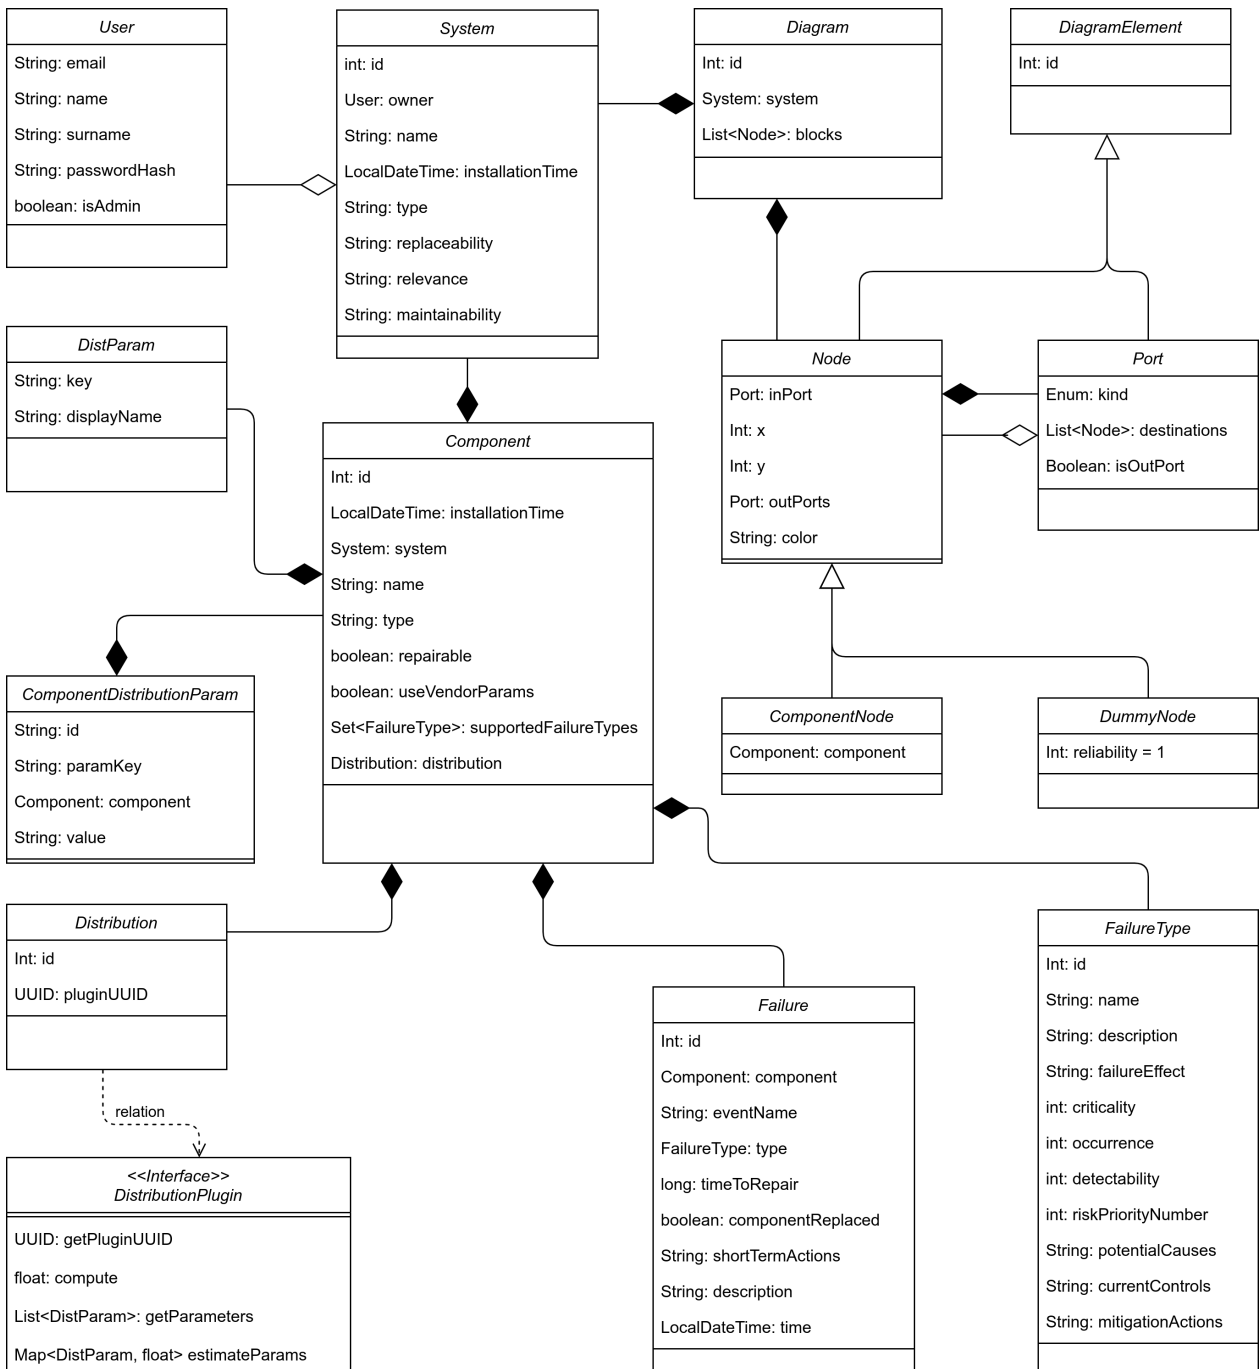 User
String: email
String: name
String: surname
String: passwordHash
boolean: isAdmin
System
int: id
User: owner
String: name
LocalDateTime: installationTime
String: type
String: replaceability
String: relevance
String: maintainability
Diagram
Int: id
System: system
List<Node>: blocks
DiagramElement
Int: id
DistParam
String: key
String: displayName
Component
Int: id
LocalDateTime: installationTime
System: system
String: name
String: type
boolean: repairable
boolean: useVendorParams
Set<FailureType>: supportedFailureTypes
Distribution: distribution
Node
Port: inPort
Int: x
Int: y
Port: outPorts
String: color
Port
Enum: kind
List<Node>: destinations
Boolean: isOutPort
ComponentDistributionParam
String: id
String: paramKey
Component: component
String: value
ComponentNode
Component: component
DummyNode
Int: reliability = 1
Distribution
Int: id
UUID: pluginUUID
relation
<<Interface>>
DistributionPlugin
UUID: getPluginUUID
float: compute
List<DistParam>: getParameters
Map<DistParam, float> estimateParams
Failure
Int: id
Component: component
String: eventName
FailureType: type
long: timeToRepair
boolean: componentReplaced
String: shortTermActions
String: description
LocalDateTime: time
FailureType
Int: id
String: name
String: description
String: failureEffect
int: criticality
int: occurrence
int: detectability
int: riskPriorityNumber
String: potentialCauses
String: currentControls
String: mitigationActions